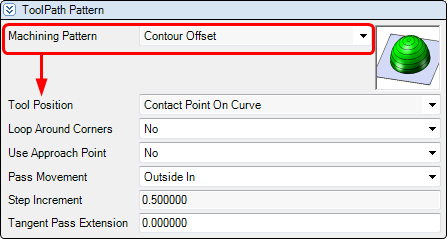 ToolPath Pattern
Machining Pattern Contour Offset
Tool Position Contact Point On Curve
Loop Around Corners No
Use Approach Point No
Pass Movement Outside In
Step Increment 0.500000
Tangent Pass Extension 0.000000